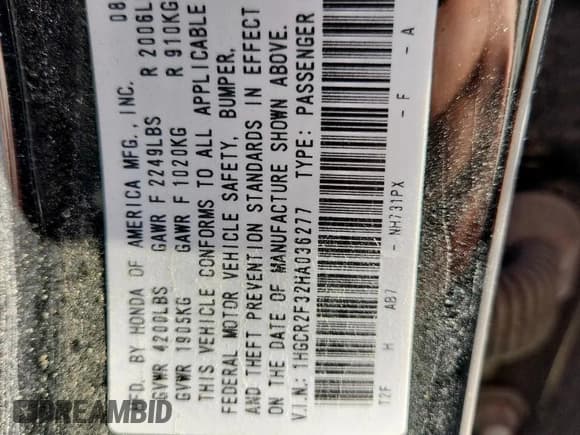 MFD. BY HONDA OF AMERICA MFG., INC. 08
GVWR 4200LBS GAWR F 2249LBS R 2006L
GVWR 1905KG GAWR F 1020KG R 910KG
THIS VEHICLE CONFORMS TO ALL APPLICABLE
FEDERAL MOTOR VEHICLE SAFETY, BUMPER,
AND THEFT PREVENTION STANDARDS IN EFFECT
ON THE DATE OF MANUFACTURE SHOWN ABOVE.
V.I.N.: 1HGCR2F32HA036277 TYPE: PASSENGER
T2F H AB7 - NH731PX - F - A
DREAMBID